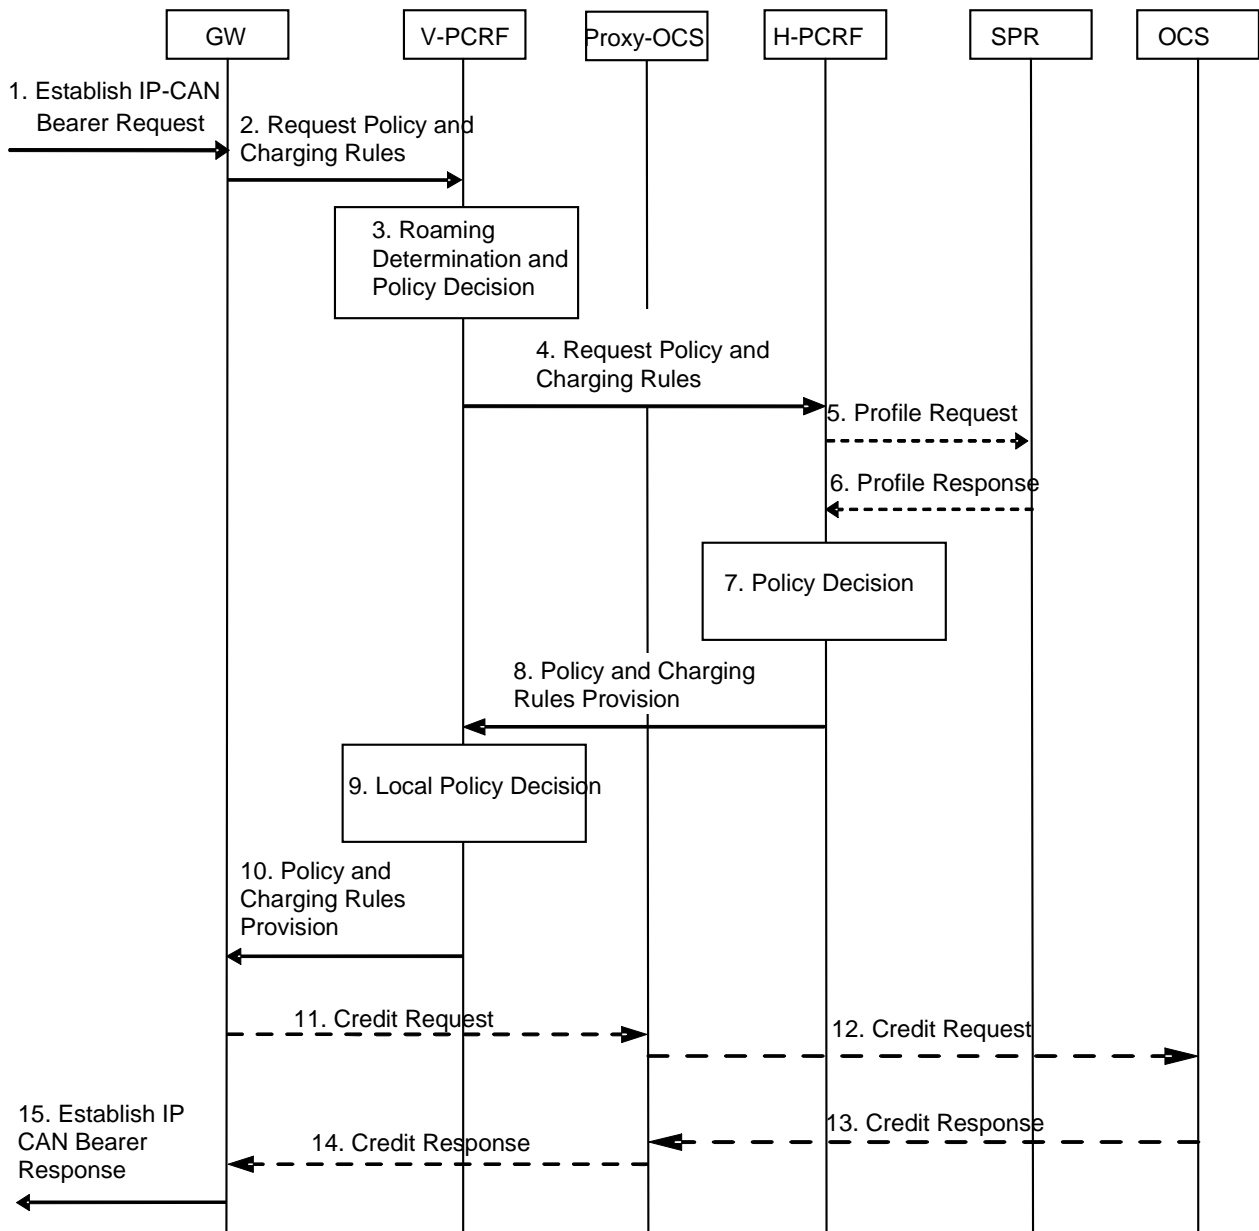 GW
V-PCRF
Proxy-OCS
H-PCRF
SPR
OCS
1. Establish IP-CAN
Bearer Request
2. Request Policy and
Charging Rules
3. Roaming
Determination and
Policy Decision
4. Request Policy and
Charging Rules
5. Profile Request
6. Profile Response
7. Policy Decision
8. Policy and Charging
Rules Provision
9. Local Policy Decision
10. Policy and
Charging Rules
Provision
11. Credit Request
12. Credit Request
13. Credit Response
14. Credit Response
15. Establish IP
CAN Bearer
Response